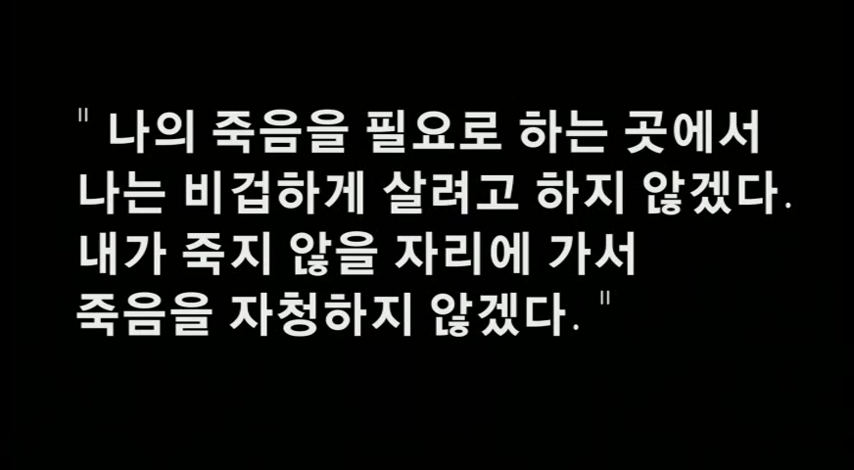 " 나의 죽음을 필요로 하는 곳에서
나는 비겁하게 살려고 하지 않겠다.
내가 죽지 않을 자리에 가서
죽음을 자청하지 않겠다. "